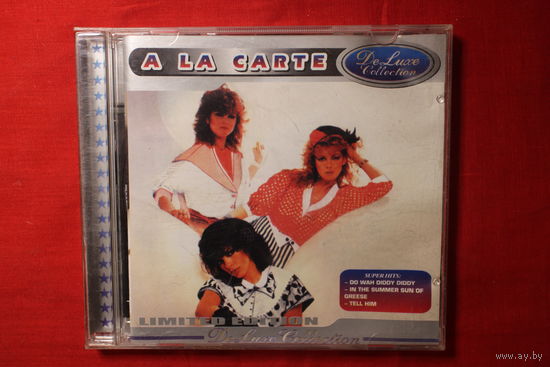 A LA CARTE
De Luxe
Collection
SUPER HITS:
- DO WAH DIDDY DIDDY
- IN THE SUMMER SUN OF
GREESE
- TELL HIM
LIMITED EDITION
De Luxe Collection
www.ay.by